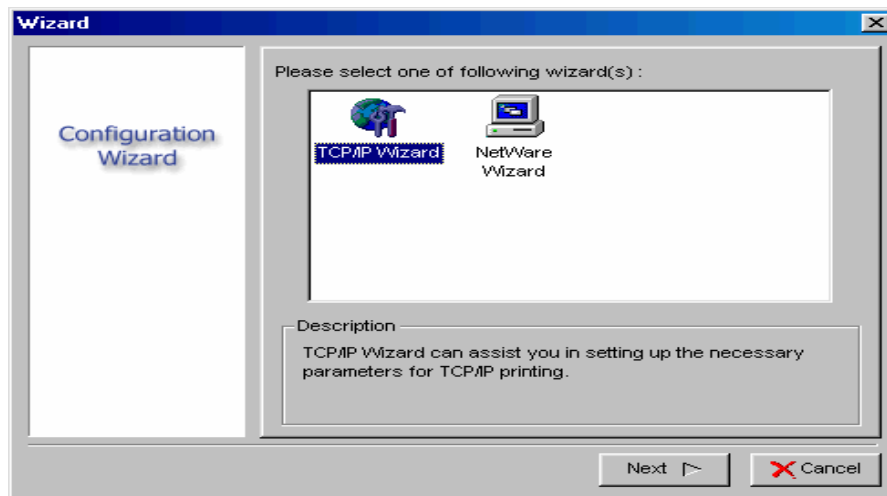 Wizard
Configuration
Wizard
Please select one of following wizard(s) :
TCP/IP Wizard
NetWare
Wizard
Description
TCP/IP Wizard can assist you in setting up the necessary
parameters for TCP/IP printing.
Next
Cancel